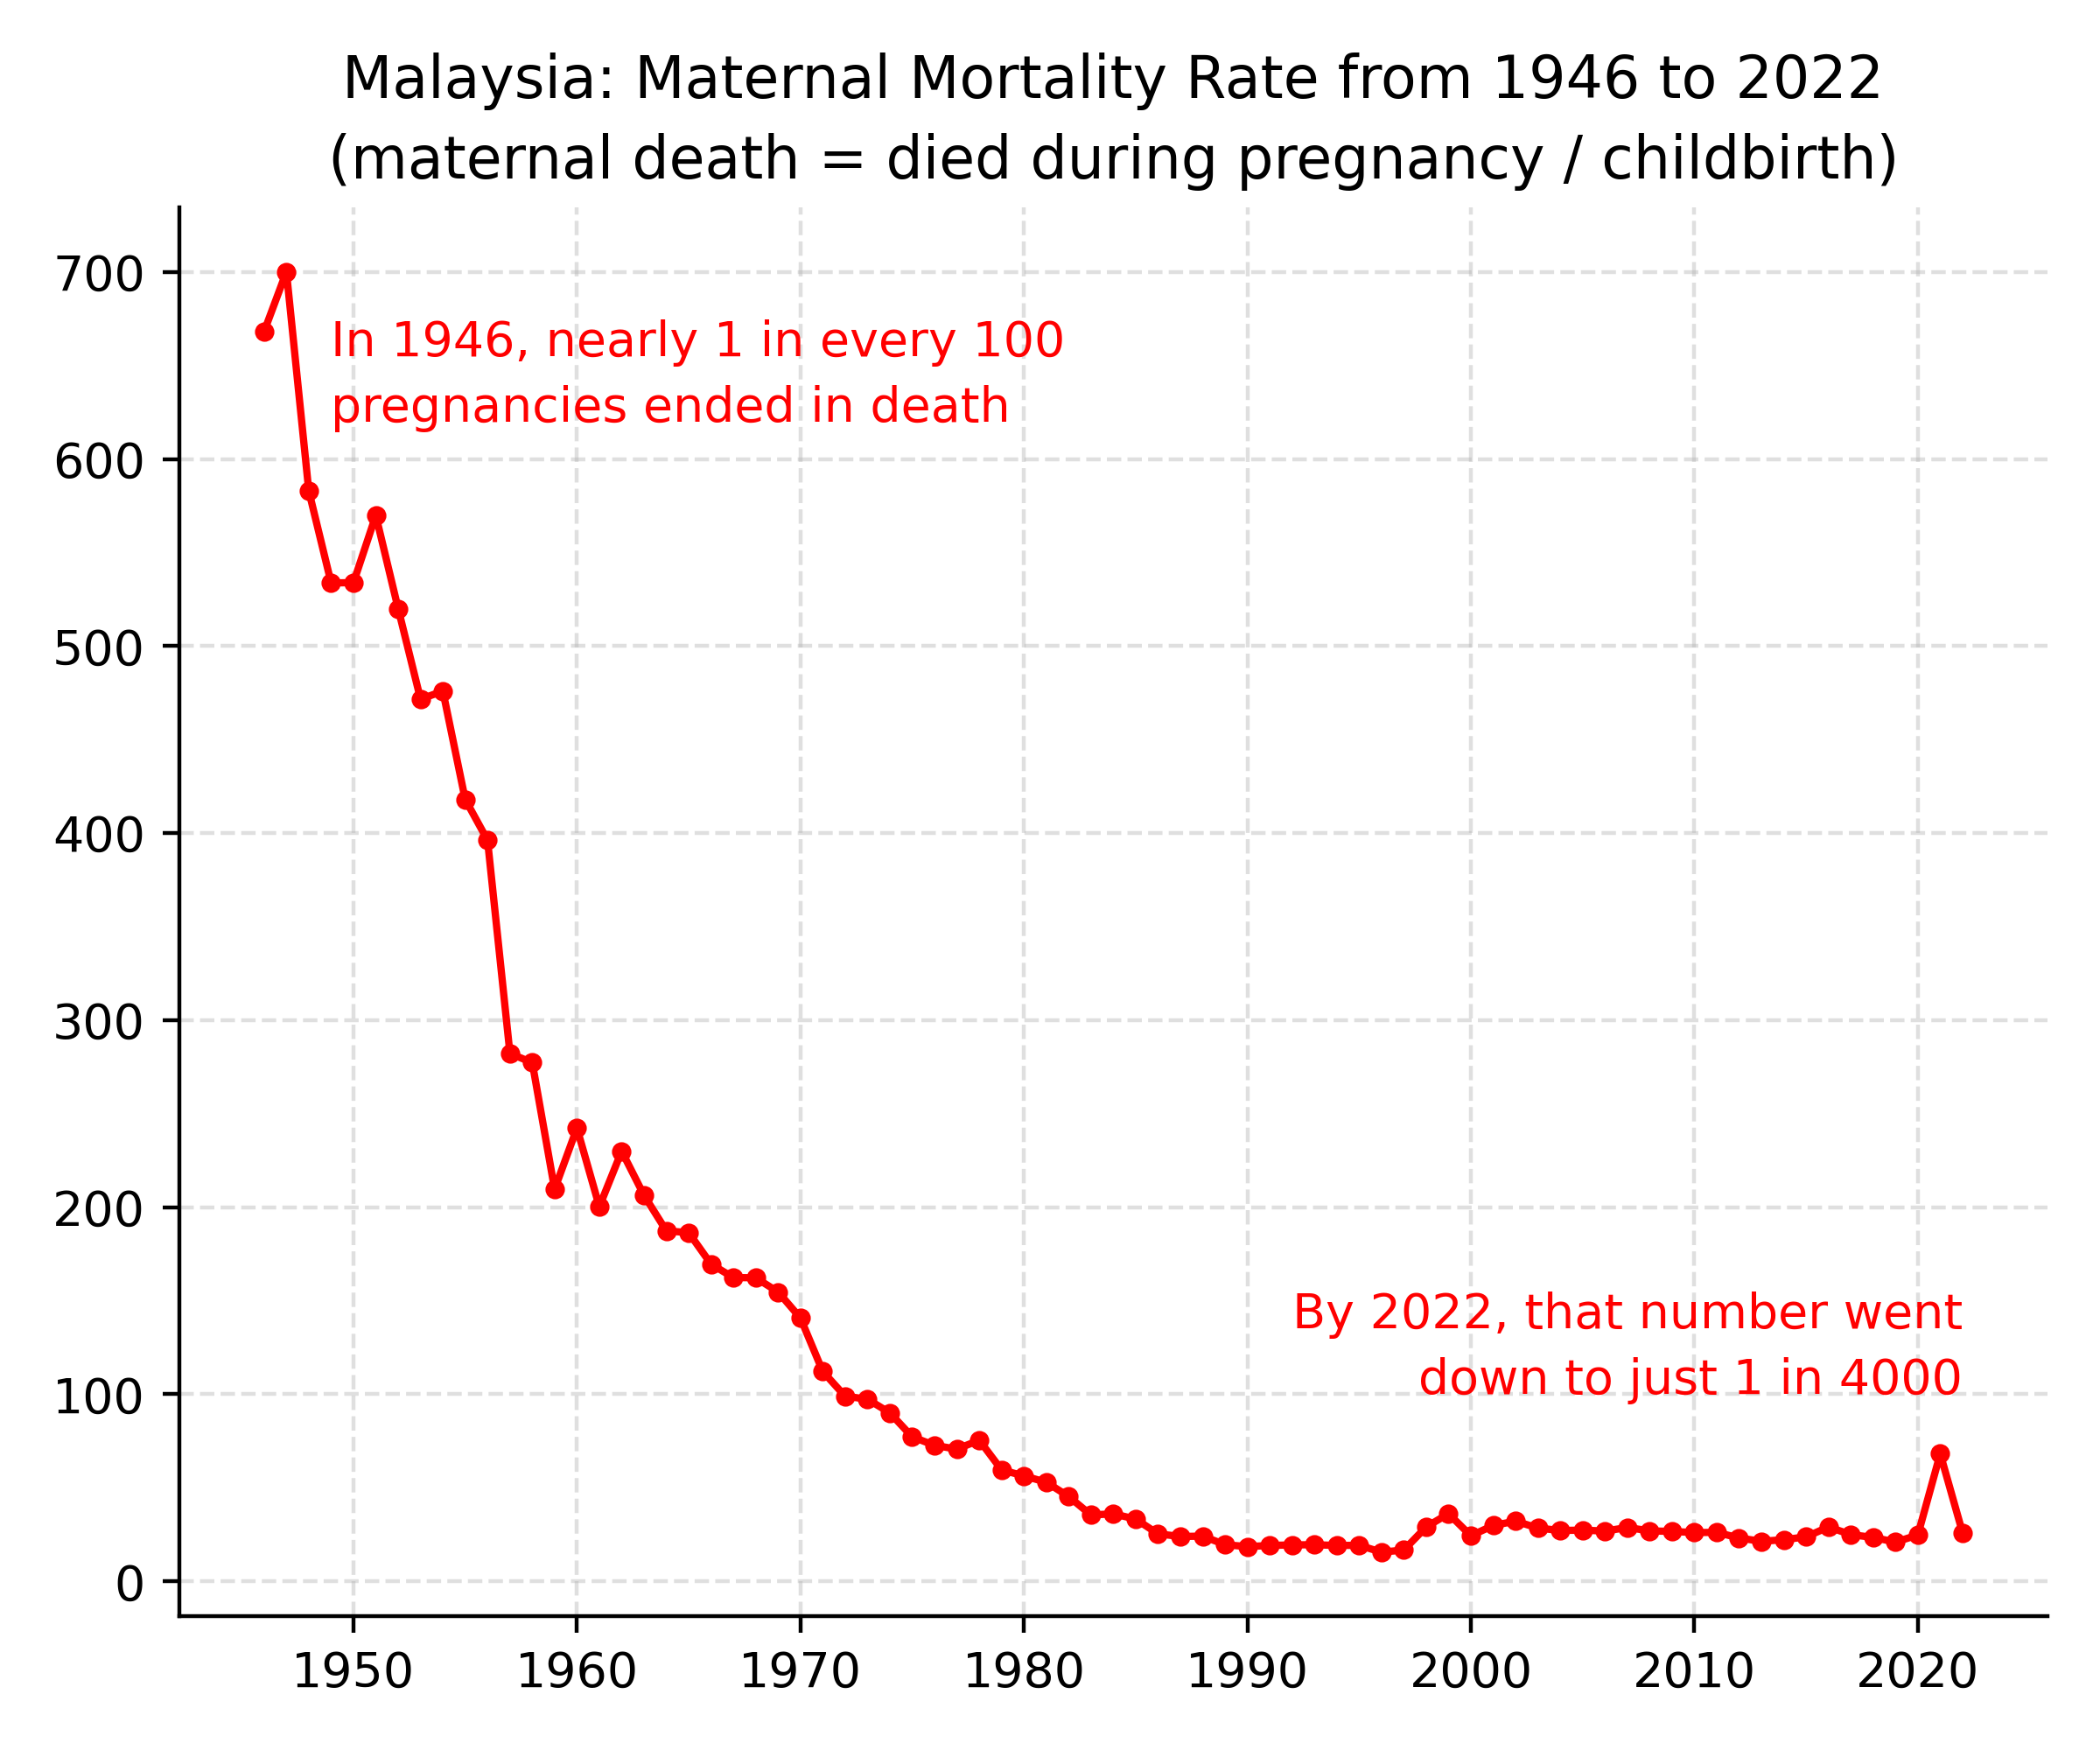 Malaysia: Maternal Mortality Rate from 1946 to 2022
(maternal death = died during pregnancy / childbirth)
700
In 1946, nearly 1 in every 100
pregnancies ended in death
600
500
400
300
200
By 2022, that number went
down to just 1 in 4000
100
0
1950 1960 1970 1980 1990 2000 2010 2020